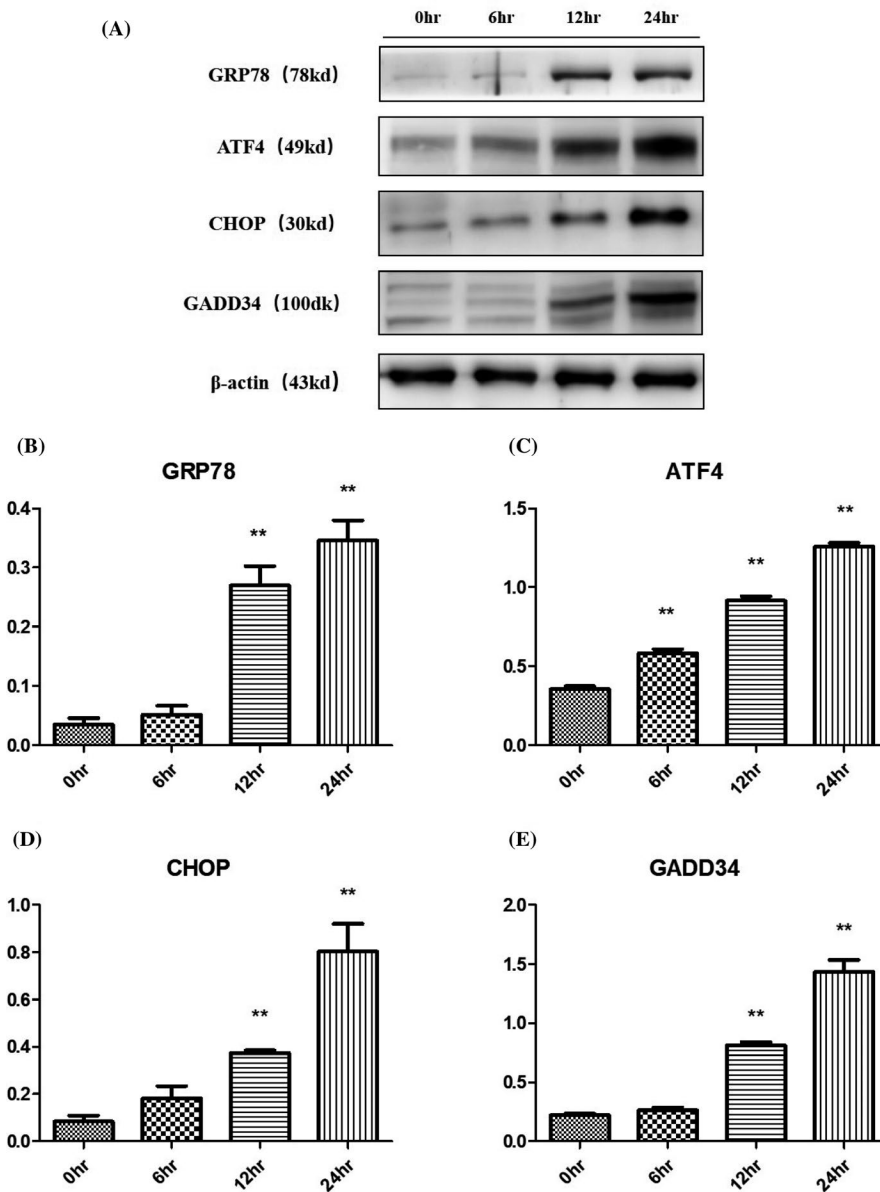 (A)
0hr 6hr 12hr 24hr
GRP78 (78kd)
ATF4 (49kd)
CHOP (30kd)
GADD34 (100dk)
β-actin (43kd)
(B)
GRP78
0.4
0.3
0.2
0.1
0.0
**
**
0hr 6hr 12hr 24hr
(C)
ATF4
1.5
1.0
0.5
0.0
**
**
**
0hr 6hr 12hr 24hr
(D)
CHOP
1.0
0.8
0.6
0.4
0.2
0.0
**
**
0hr 6hr 12hr 24hr
(E)
GADD34
2.0
1.5
1.0
0.5
0.0
**
**
0hr 6hr 12hr 24hr